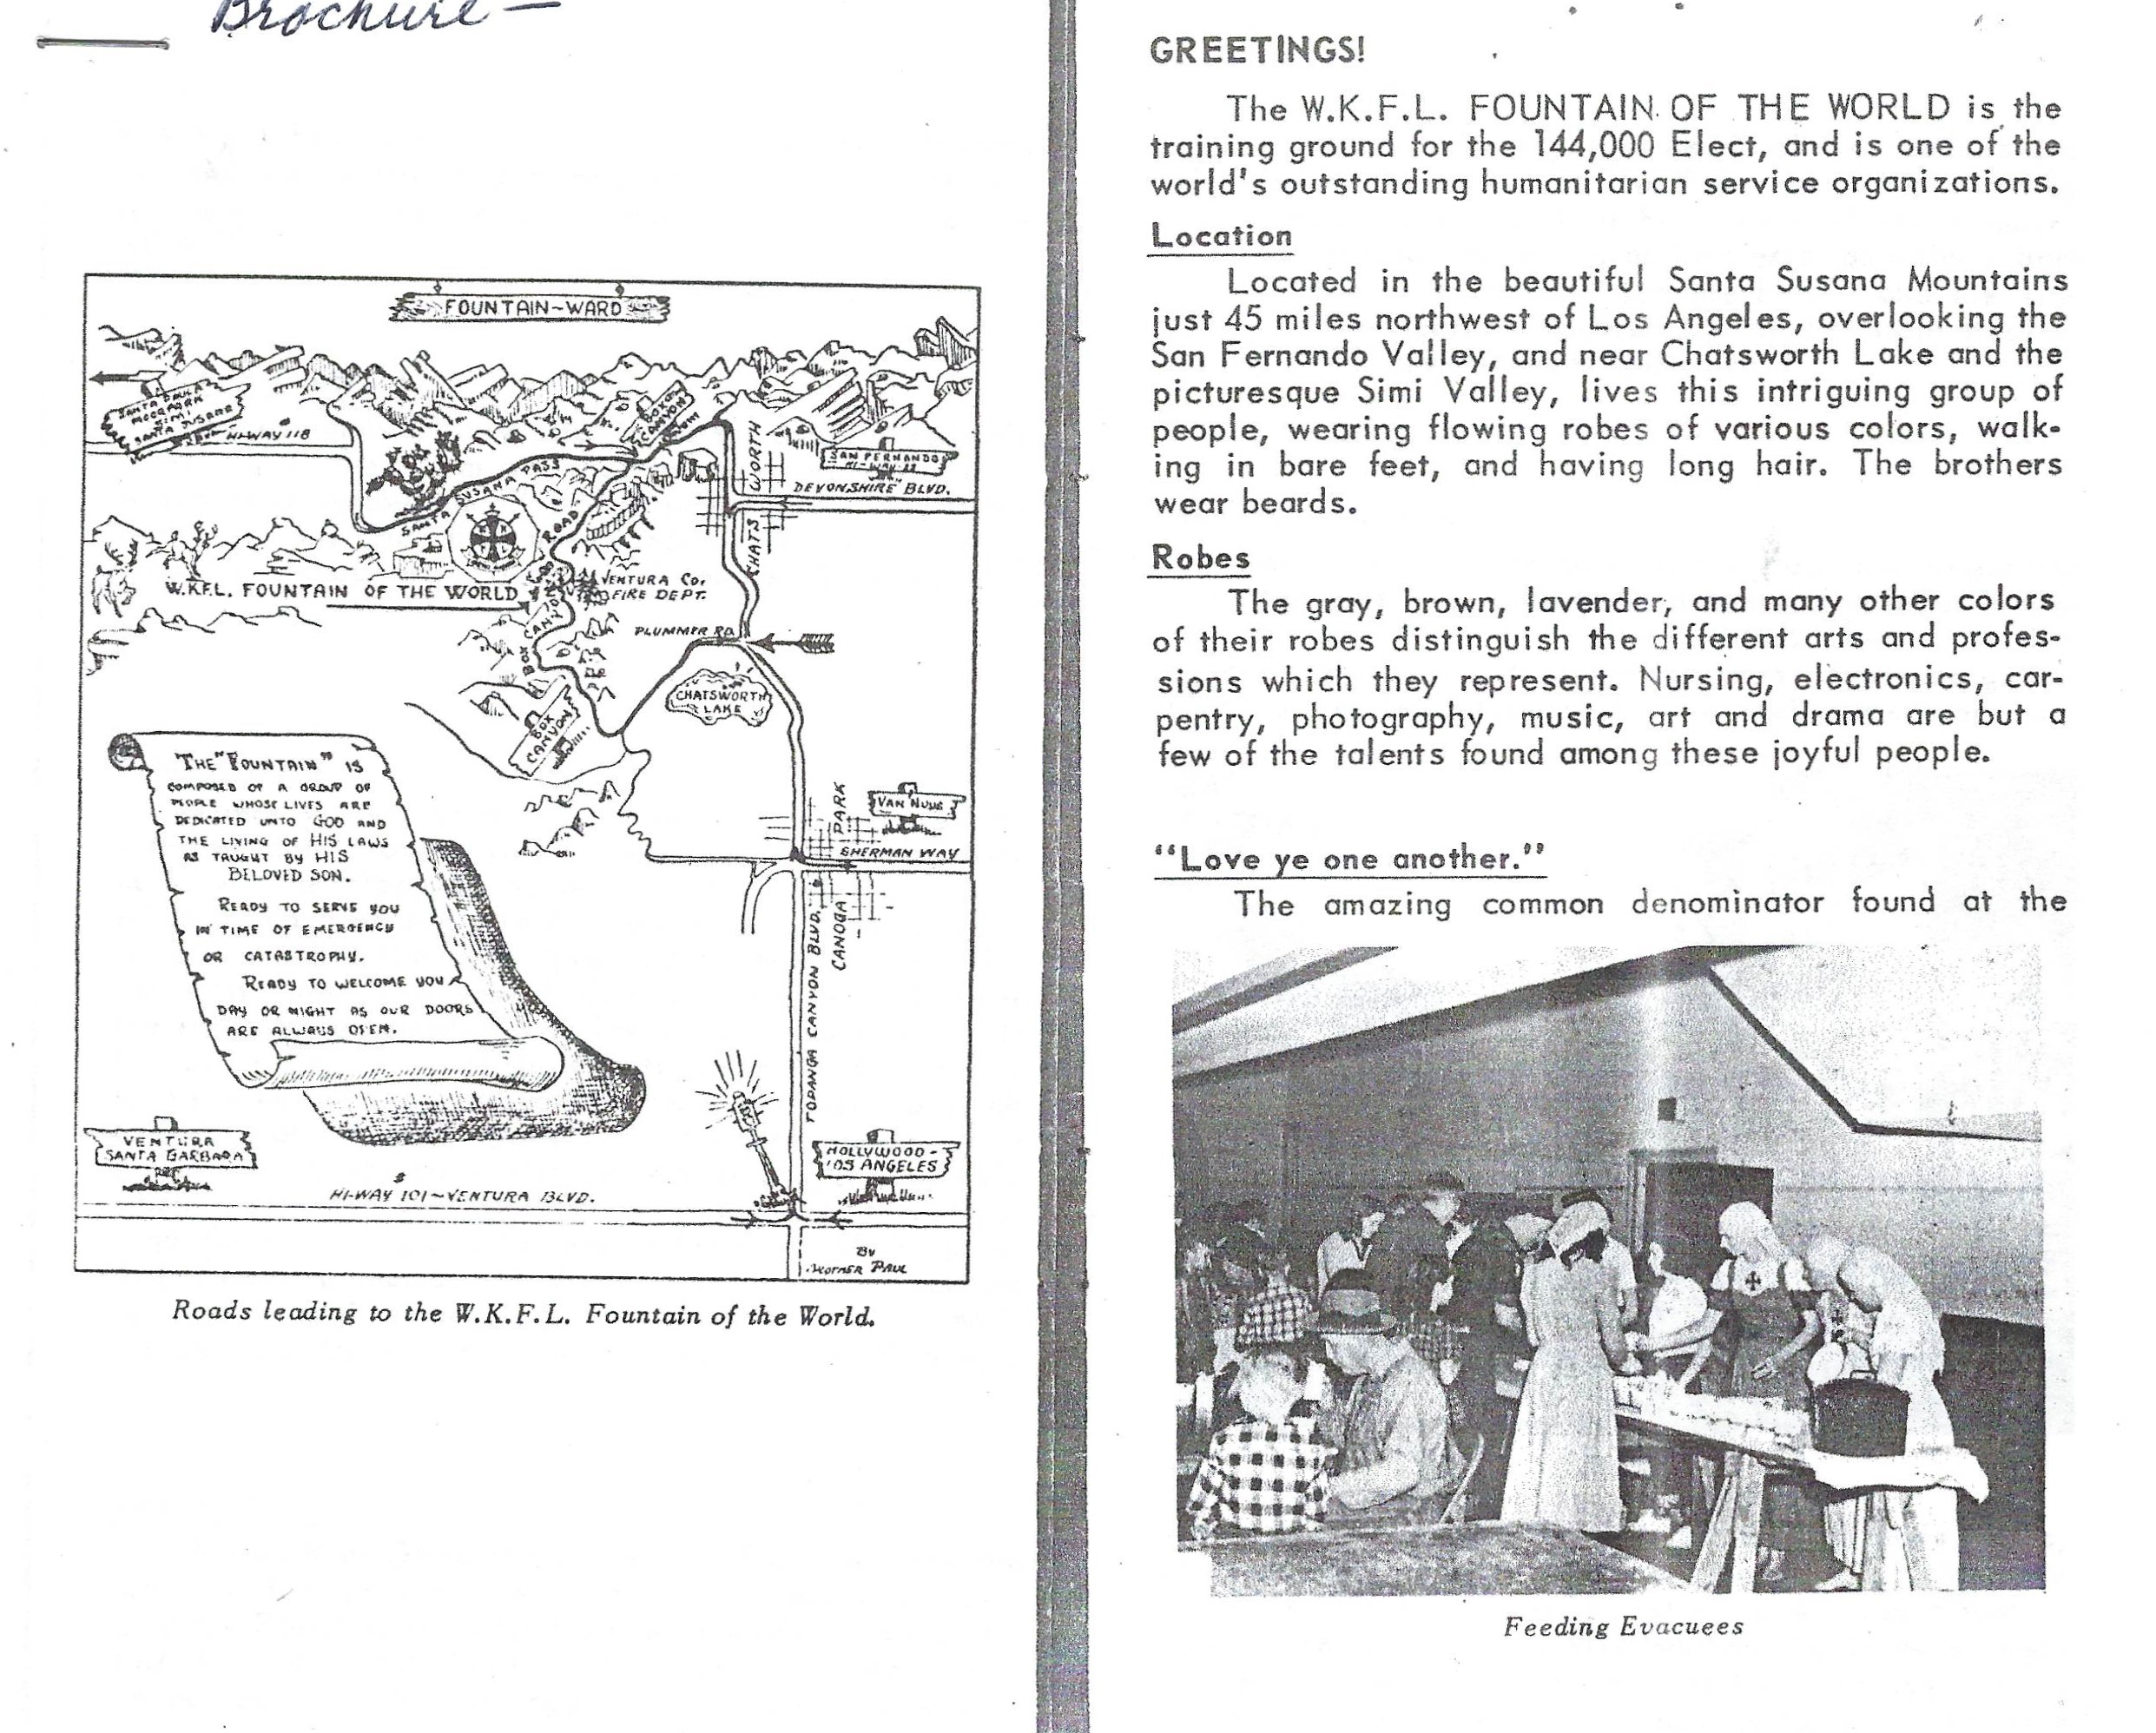 Brochure —
FOUNTAIN~WARD
SANTA PAULA
MOORPARK
SIMI
SANTA SUSANA
HI-WAY 118
BOX
CANYON
SAN FERNANDO
HI-WAY 118
DEVONSHIRE BLVD.
CHATSWORTH
SANTA SUSANA PASS
W.K.F.L. FOUNTAIN OF THE WORLD
BOX CANYON ROAD
VENTURA Co.
FIRE DEPT.
PLUMMER RD.
CHATSWORTH
LAKE
BOX
CANYON
THE "FOUNTAIN" IS
COMPOSED OF A GROUP OF
PEOPLE WHOSE LIVES ARE
DEDICATED UNTO GOD AND
THE LIVING OF HIS LAWS
AS TAUGHT BY HIS
BELOVED SON.
READY TO SERVE YOU
IN TIME OF EMERGENCY
OR CATASTROPHY.
READY TO WELCOME YOU
DAY OR NIGHT AS OUR DOORS
ARE ALWAYS OPEN.
VAN NUYS
SHERMAN WAY
CANOGA PARK
TOPANGA CANYON BLVD.
VENTURA
SANTA BARBARA
HOLLYWOOD-
LOS ANGELES
HI-WAY 101~VENTURA BLVD.
By
PAUL
Roads leading to the W.K.F.L. Fountain of the World.
GREETINGS!
The W.K.F.L. FOUNTAIN OF THE WORLD is the
training ground for the 144,000 Elect, and is one of the
world's outstanding humanitarian service organizations.
Location
Located in the beautiful Santa Susana Mountains
just 45 miles northwest of Los Angeles, overlooking the
San Fernando Valley, and near Chatsworth Lake and the
picturesque Simi Valley, lives this intriguing group of
people, wearing flowing robes of various colors, walk-
ing in bare feet, and having long hair. The brothers
wear beards.
Robes
The gray, brown, lavender, and many other colors
of their robes distinguish the different arts and profes-
sions which they represent. Nursing, electronics, car-
pentry, photography, music, art and drama are but a
few of the talents found among these joyful people.
"Love ye one another."
The amazing common denominator found at the
Feeding Evacuees